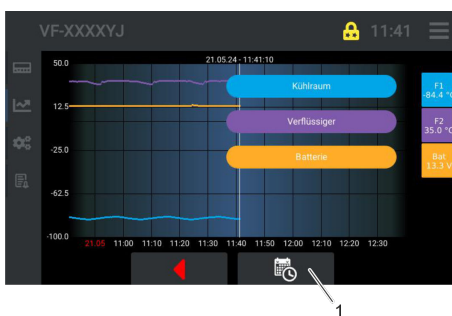 VF-XXXXYJ
11:41
21.05.24 - 11:41:10
50.0
12.5
-25.0
-62.5
-100.0
Kühlraum
Verflüssiger
Batterie
F1
-84.4 °C
F2
35.0 °C
Bat
13.3 V
21.05 11:00 11:10 11:20 11:30 11:40 11:50 12:00 12:10 12:20 12:30
1